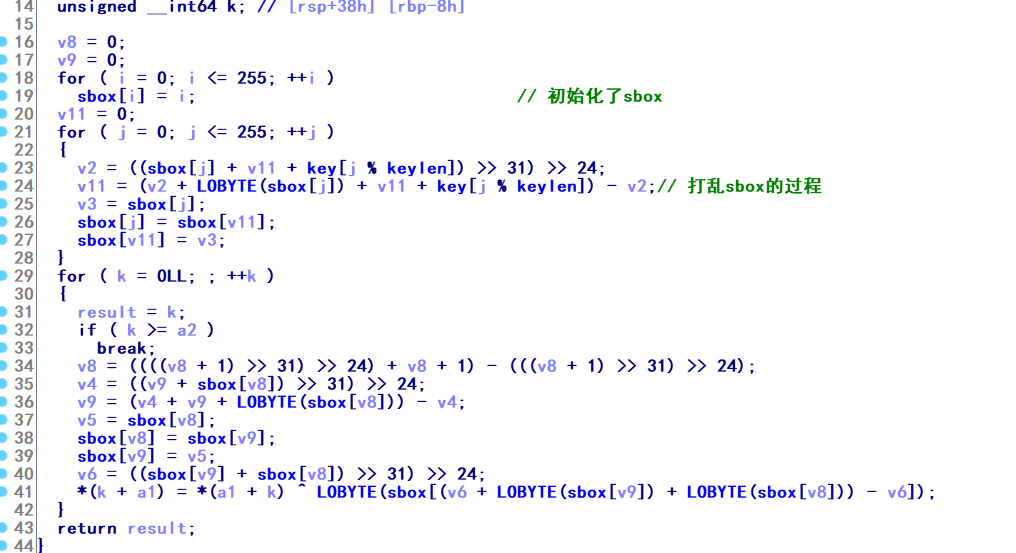 14 unsigned __int64 k; // [rsp+38h] [rbp-8h]
15
16 v8 = 0;
17 v9 = 0;
18 for ( i = 0; i <= 255; ++i )
19 sbox[i] = i; // 初始化了sbox
20 v11 = 0;
21 for ( j = 0; j <= 255; ++j )
22 {
23 v2 = ((sbox[j] + v11 + key[j % keylen]) >> 31) >> 24;
24 v11 = (v2 + LOBYTE(sbox[j]) + v11 + key[j % keylen]) - v2;// 打乱sbox的过程
25 v3 = sbox[j];
26 sbox[j] = sbox[v11];
27 sbox[v11] = v3;
28 }
29 for ( k = 0LL; ; ++k )
30 {
31 result = k;
32 if ( k >= a2 )
33 break;
34 v8 = ((((v8 + 1) >> 31) >> 24) + v8 + 1) - (((v8 + 1) >> 31) >> 24);
35 v4 = ((v9 + sbox[v8]) >> 31) >> 24;
36 v9 = (v4 + v9 + LOBYTE(sbox[v8])) - v4;
37 v5 = sbox[v8];
38 sbox[v8] = sbox[v9];
39 sbox[v9] = v5;
40 v6 = ((sbox[v9] + sbox[v8]) >> 31) >> 24;
41 *(k + a1) = *(a1 + k) ^ LOBYTE(sbox[(v6 + LOBYTE(sbox[v9]) + LOBYTE(sbox[v8])) - v6]);
42 }
43 return result;
44 }